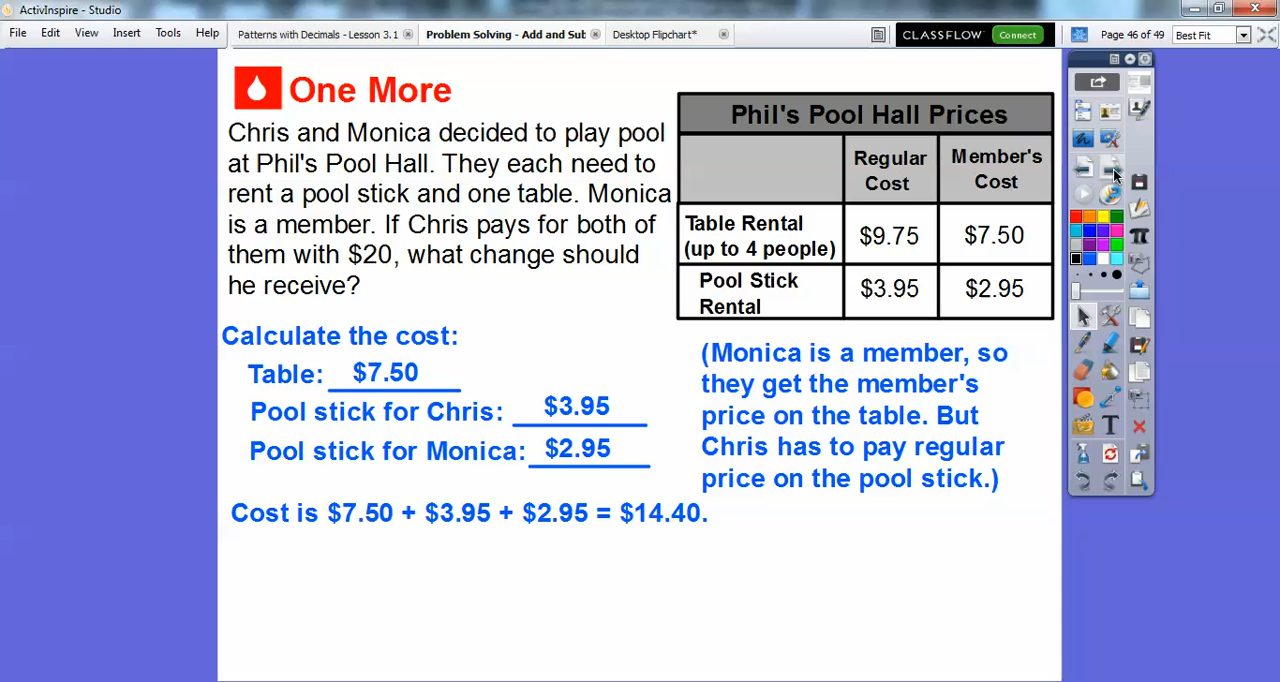 ActivInspire - Studio
File Edit View Insert Tools Help
Patterns with Decimals - Lesson 3.1
Problem Solving - Add and Sub
Desktop Flipchart*
CLASSFLOW Connect
Page 46 of 49
Best Fit
One More
Chris and Monica decided to play pool
at Phil's Pool Hall. They each need to
rent a pool stick and one table. Monica
is a member. If Chris pays for both of
them with $20, what change should
he receive?
Phil's Pool Hall Prices
Regular Cost
Member's Cost
Table Rental (up to 4 people) $9.75 $7.50
Pool Stick Rental $3.95 $2.95
Calculate the cost:
Table: $7.50
Pool stick for Chris: $3.95
Pool stick for Monica: $2.95
(Monica is a member, so
they get the member's
price on the table. But
Chris has to pay regular
price on the pool stick.)
Cost is $7.50 + $3.95 + $2.95 = $14.40.